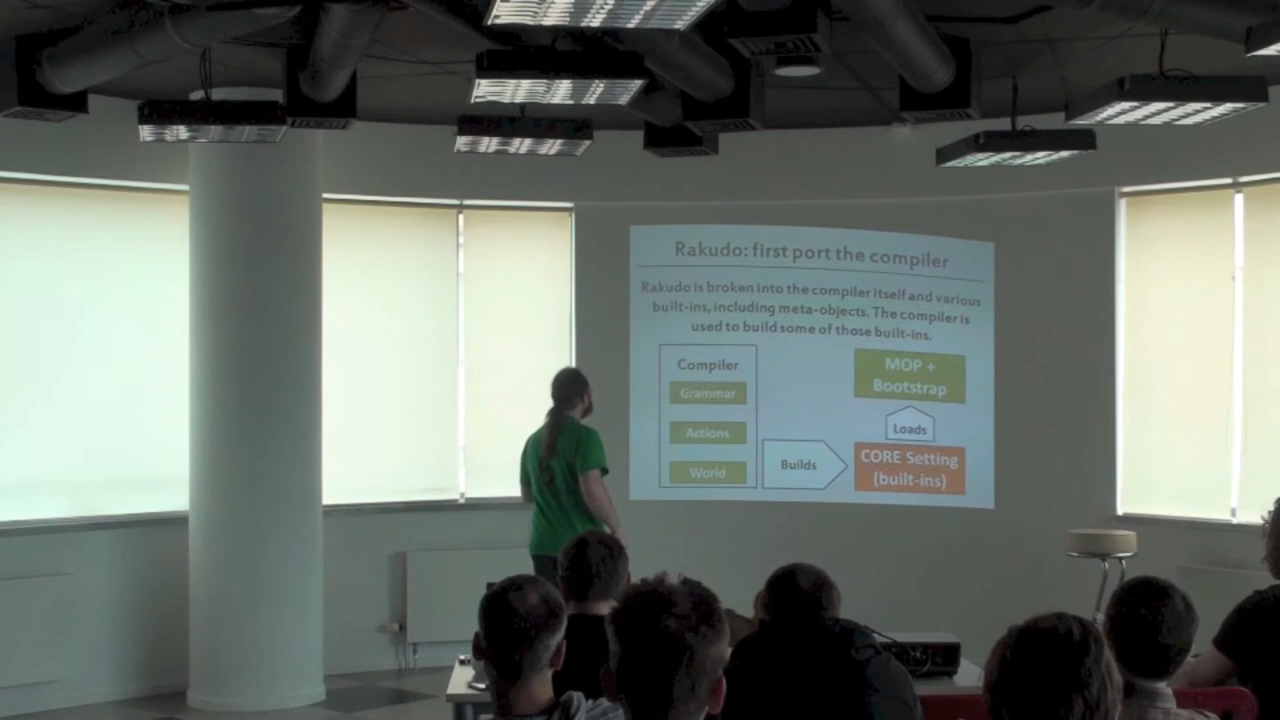 Rakudo: first port the compiler
Rakudo is broken into the compiler itself and various
built-ins, including meta-objects. The compiler is
used to build some of those built-ins.
Compiler
Grammar
Actions
World
Builds
MOP +
Bootstrap
Loads
CORE Setting
(built-ins)